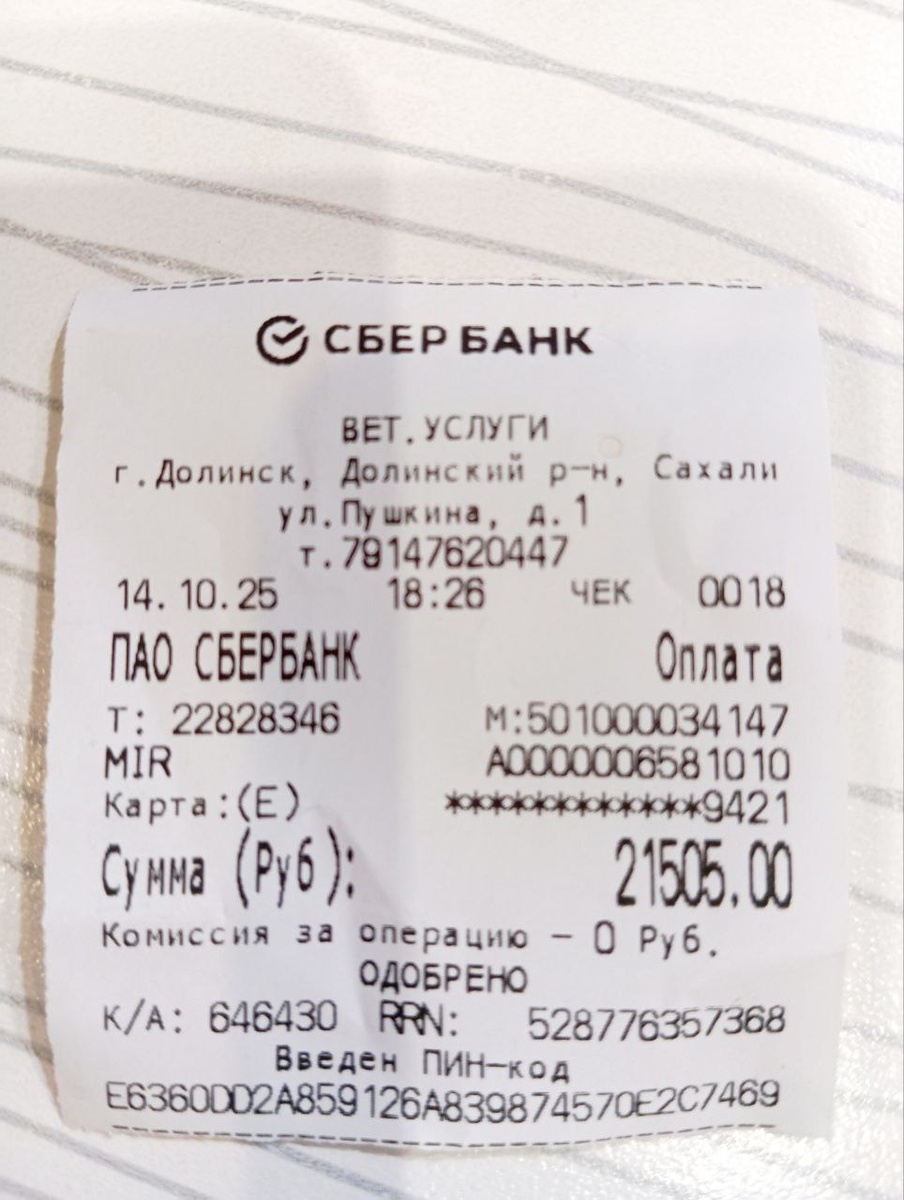 СБЕР БАНК
ВЕТ.УСЛУГИ
г.Долинск, Долинский р-н, Сахали
ул.Пушкина, д.1
т.79147620447
14.10.25 18:26 ЧЕК 0018
ПАО СБЕРБАНК Оплата
Т: 22828346 М:501000034147
MIR A0000006581010
Карта:(E) ************9421
Сумма (Руб): 21505.00
Комиссия за операцию - 0 Руб.
ОДОБРЕНО
К/А: 646430 RRN: 528776357368
Введен ПИН-код
E6360DD2A859126A839874570E2C7469